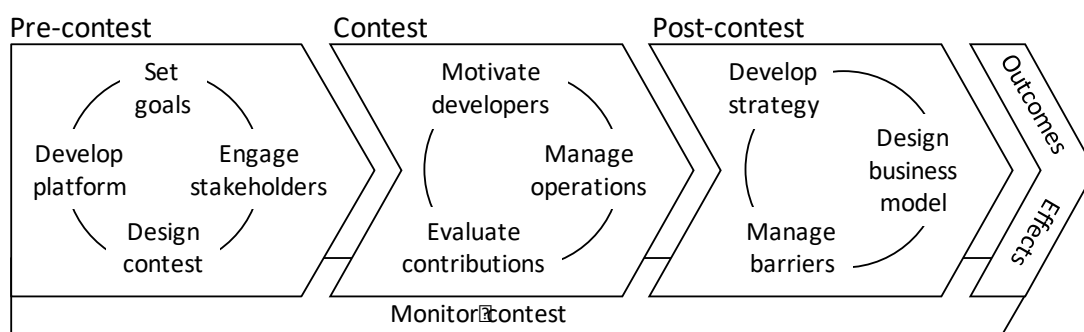 Pre-contest
Set
goals
Develop
platform
Engage
stakeholders
Design
contest
Contest
Motivate
developers
Manage
operations
Evaluate
contributions
Post-contest
Develop
strategy
Design
business
model
Manage
barriers
Outcomes
Effects
Monitor⍰contest